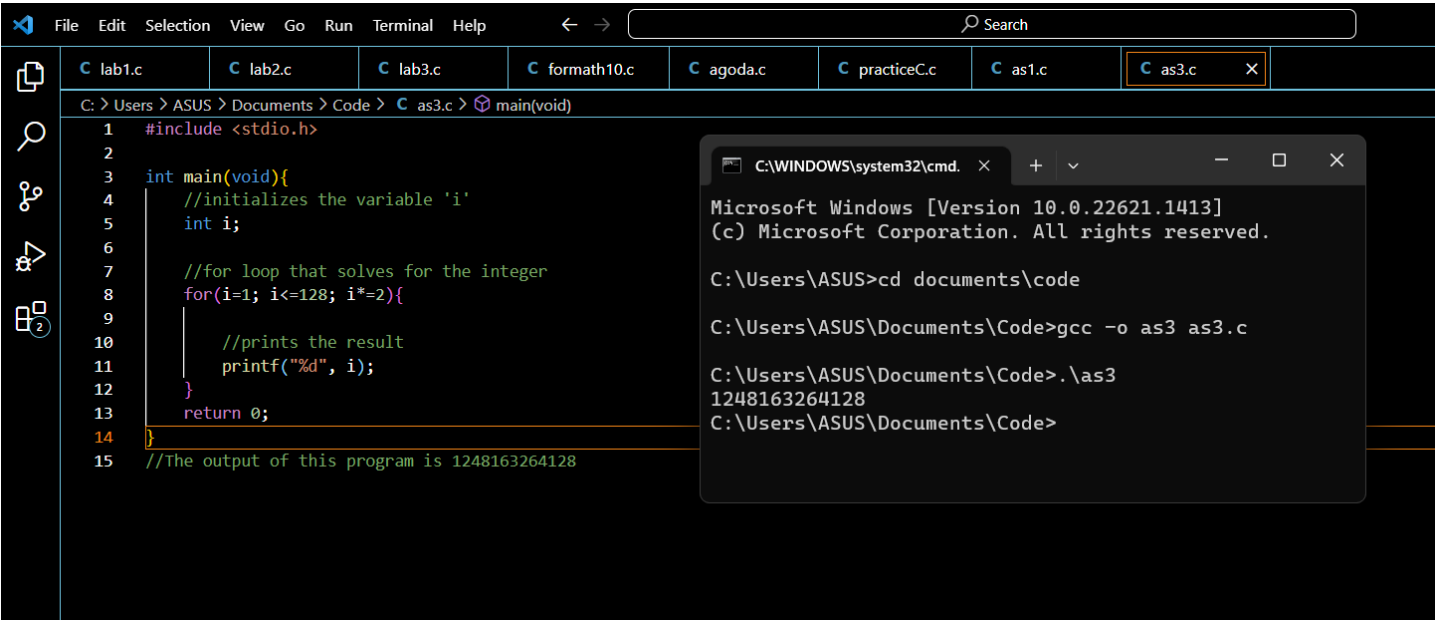 File Edit Selection View Go Run Terminal Help Search
C lab1.c C lab2.c C lab3.c C formath10.c C agoda.c C practiceC.c C as1.c C as3.c
C: > Users > ASUS > Documents > Code > C as3.c > main(void)
1 #include <stdio.h>
2
3 int main(void){
4 //initializes the variable 'i'
5 int i;
6
7 //for loop that solves for the integer
8 for(i=1; i<=128; i*=2){
9
10 //prints the result
11 printf("%d", i);
12 }
13 return 0;
14 }
15 //The output of this program is 1248163264128
2
C:\WINDOWS\system32\cmd.
Microsoft Windows [Version 10.0.22621.1413]
(c) Microsoft Corporation. All rights reserved.
C:\Users\ASUS>cd documents\code
C:\Users\ASUS\Documents\Code>gcc -o as3 as3.c
C:\Users\ASUS\Documents\Code>.\as3
1248163264128
C:\Users\ASUS\Documents\Code>